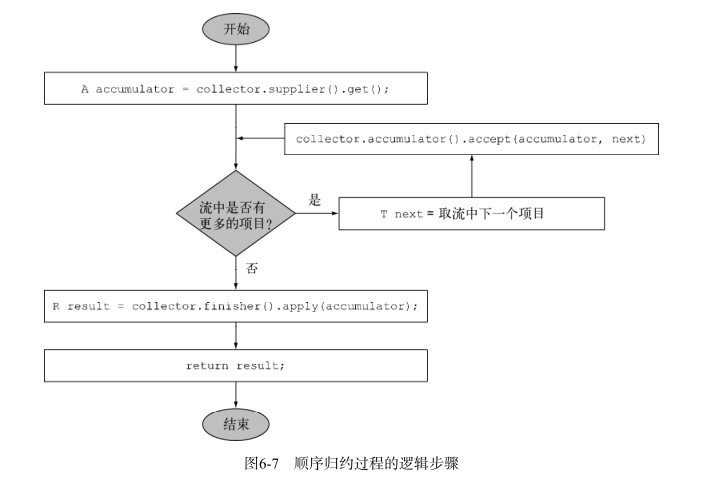 开始
A accumulator = collector.supplier().get();
collector.accumulator().accept(accumulator, next)
流中是否有
更多的项目?
是
T next = 取流中下一个项目
否
R result = collector.finisher().apply(accumulator);
return result;
结束
图6-7 顺序归约过程的逻辑步骤